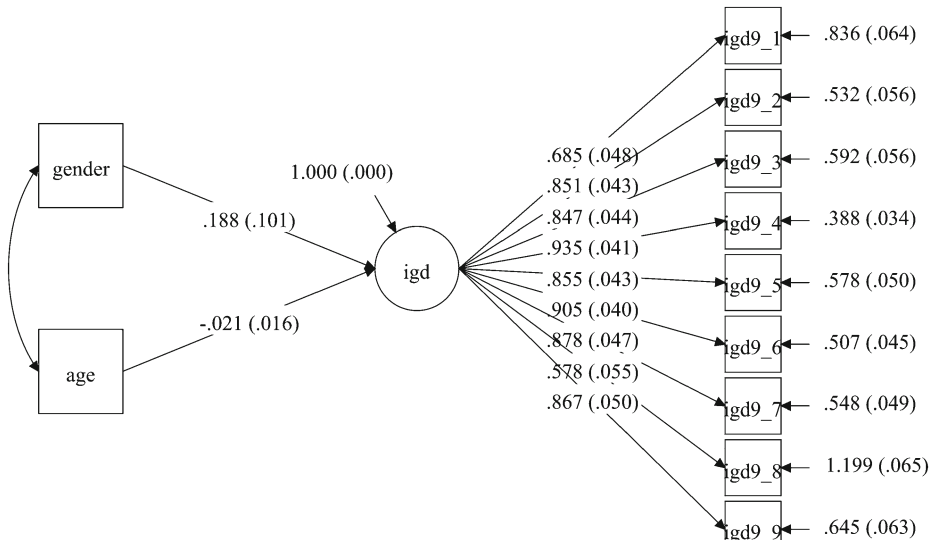 igd9_1
.836 (.064)
igd9_2
.532 (.056)
igd9_3
.592 (.056)
igd9_4
.388 (.034)
igd9_5
.578 (.050)
igd9_6
.507 (.045)
igd9_7
.548 (.049)
igd9_8
1.199 (.065)
igd9_9
.645 (.063)
gender
age
.188 (.101)
-.021 (.016)
1.000 (.000)
igd
.685 (.048)
.851 (.043)
.847 (.044)
.935 (.041)
.855 (.043)
.905 (.040)
.878 (.047)
.578 (.055)
.867 (.050)